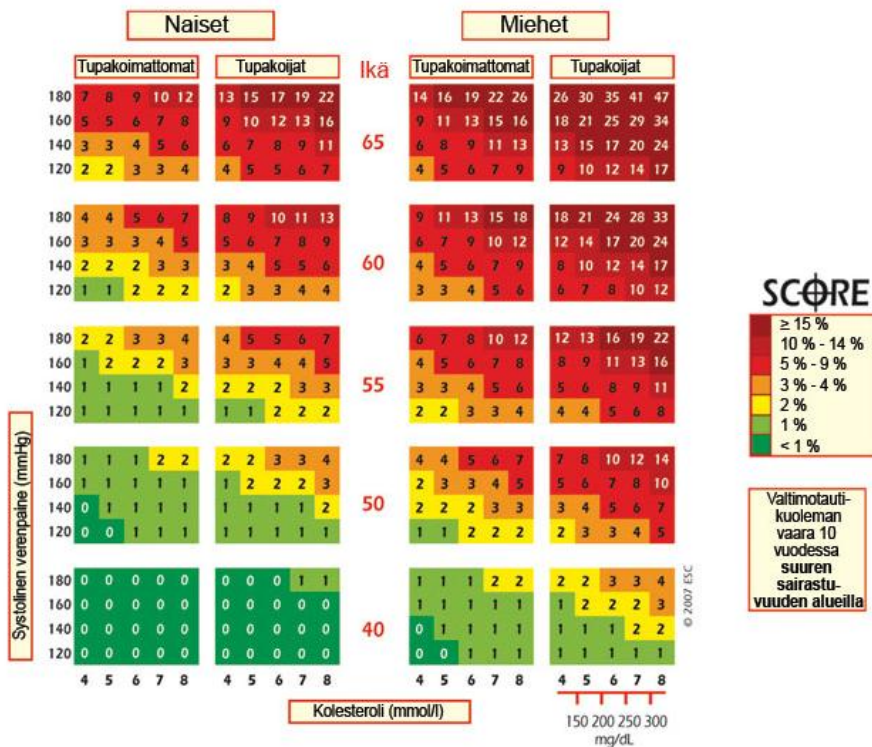 Naiset Miehet
Tupakoimattomat Tupakoijat Ikä Tupakoimattomat Tupakoijat
180 7 8 9 10 12 13 15 17 19 22 14 16 19 22 26 26 30 35 41 47
160 5 5 6 7 8 9 10 12 13 16 9 11 13 15 16 18 21 25 29 34
140 3 3 4 5 6 6 7 8 9 11 65 6 8 9 11 13 13 15 17 20 24
120 2 2 3 3 4 4 5 5 6 7 4 5 6 7 9 9 10 12 14 17
180 4 4 5 6 7 8 9 10 11 13 9 11 13 15 18 18 21 24 28 33
160 3 3 3 4 5 5 6 7 8 9 6 7 9 10 12 12 14 17 20 24
140 2 2 2 3 3 3 4 5 5 6 60 4 5 6 7 9 8 10 12 14 17
120 1 1 2 2 2 2 3 3 4 4 3 3 4 5 6 6 7 8 10 12
180 2 2 3 3 4 4 5 5 6 7 6 7 8 10 12 12 13 16 19 22
160 1 2 2 2 3 3 3 4 4 5 4 5 6 7 8 8 9 11 13 16
140 1 1 1 1 2 2 2 2 3 3 55 3 3 4 5 6 5 6 8 9 11
120 1 1 1 1 1 1 1 2 2 2 2 2 3 3 4 4 4 5 6 8
180 1 1 1 2 2 2 2 3 3 4 4 4 5 6 7 7 8 10 12 14
160 1 1 1 1 1 1 2 2 2 3 2 3 3 4 5 5 6 7 8 10
140 0 1 1 1 1 1 1 1 1 2 50 2 2 2 3 3 3 4 5 6 7
120 0 0 1 1 1 1 1 1 1 1 1 1 2 2 2 2 3 3 4 5
180 0 0 0 0 0 0 0 0 1 1 1 1 1 2 2 2 2 3 3 4
160 0 0 0 0 0 0 0 0 0 0 1 1 1 1 1 1 2 2 2 3
140 0 0 0 0 0 0 0 0 0 0 40 0 1 1 1 1 1 1 1 2 2
120 0 0 0 0 0 0 0 0 0 0 0 0 1 1 1 1 1 1 1 1
4 5 6 7 8 4 5 6 7 8 4 5 6 7 8 4 5 6 7 8
150 200 250 300
mg/dL
Systolinen verenpaine (mmHg)
Kolesteroli (mmol/l)
© 2007 ESC
SCORE
≥ 15 %
10 % - 14 %
5 % - 9 %
3 % - 4 %
2 %
1 %
< 1 %
Valtimotauti-
kuoleman
vaara 10
vuodessa
suuren
sairastu-
vuuden alueilla